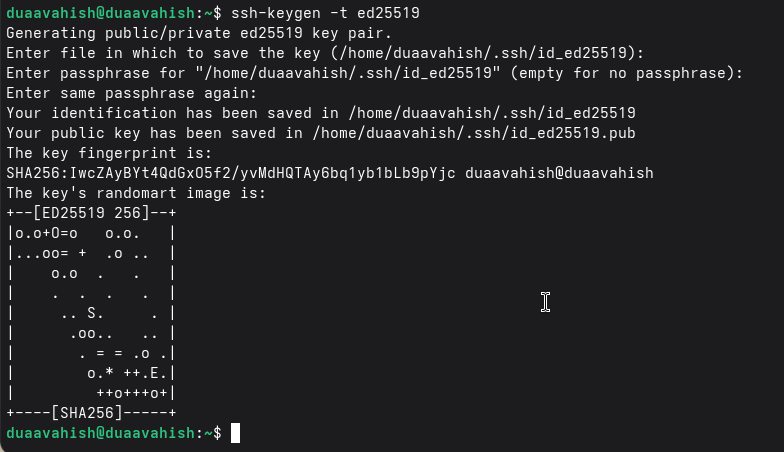 duaavahish@duaavahish:~$ ssh-keygen -t ed25519
Generating public/private ed25519 key pair.
Enter file in which to save the key (/home/duaavahish/.ssh/id_ed25519):
Enter passphrase for "/home/duaavahish/.ssh/id_ed25519" (empty for no passphrase):
Enter same passphrase again:
Your identification has been saved in /home/duaavahish/.ssh/id_ed25519
Your public key has been saved in /home/duaavahish/.ssh/id_ed25519.pub
The key fingerprint is:
SHA256:IwcZAyBYt4QdGxO5f2/yvMdHQTAy6bq1yb1bLb9pYjc duaavahish@duaavahish
The key's randomart image is:
+--[ED25519 256]--+
|o.o+O=o   o.o.   |
|...oo= +  .o ..  |
|    o.o  .   .   |
|    .  .  .   .  |
|     .. S.     . |
|      .oo..   .. |
|       . = = .o .|
|        o.* ++.E.|
|         ++o+++o+|
+----[SHA256]-----+
duaavahish@duaavahish:~$